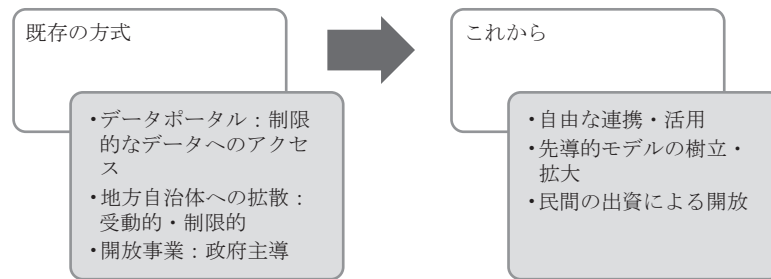 既存の方式
・データポータル：制限
的なデータへのアクセ
ス
・地方自治体への拡散：
受動的・制限的
・開放事業：政府主導
これから
・自由な連携・活用
・先導的モデルの樹立・
拡大
・民間の出資による開放